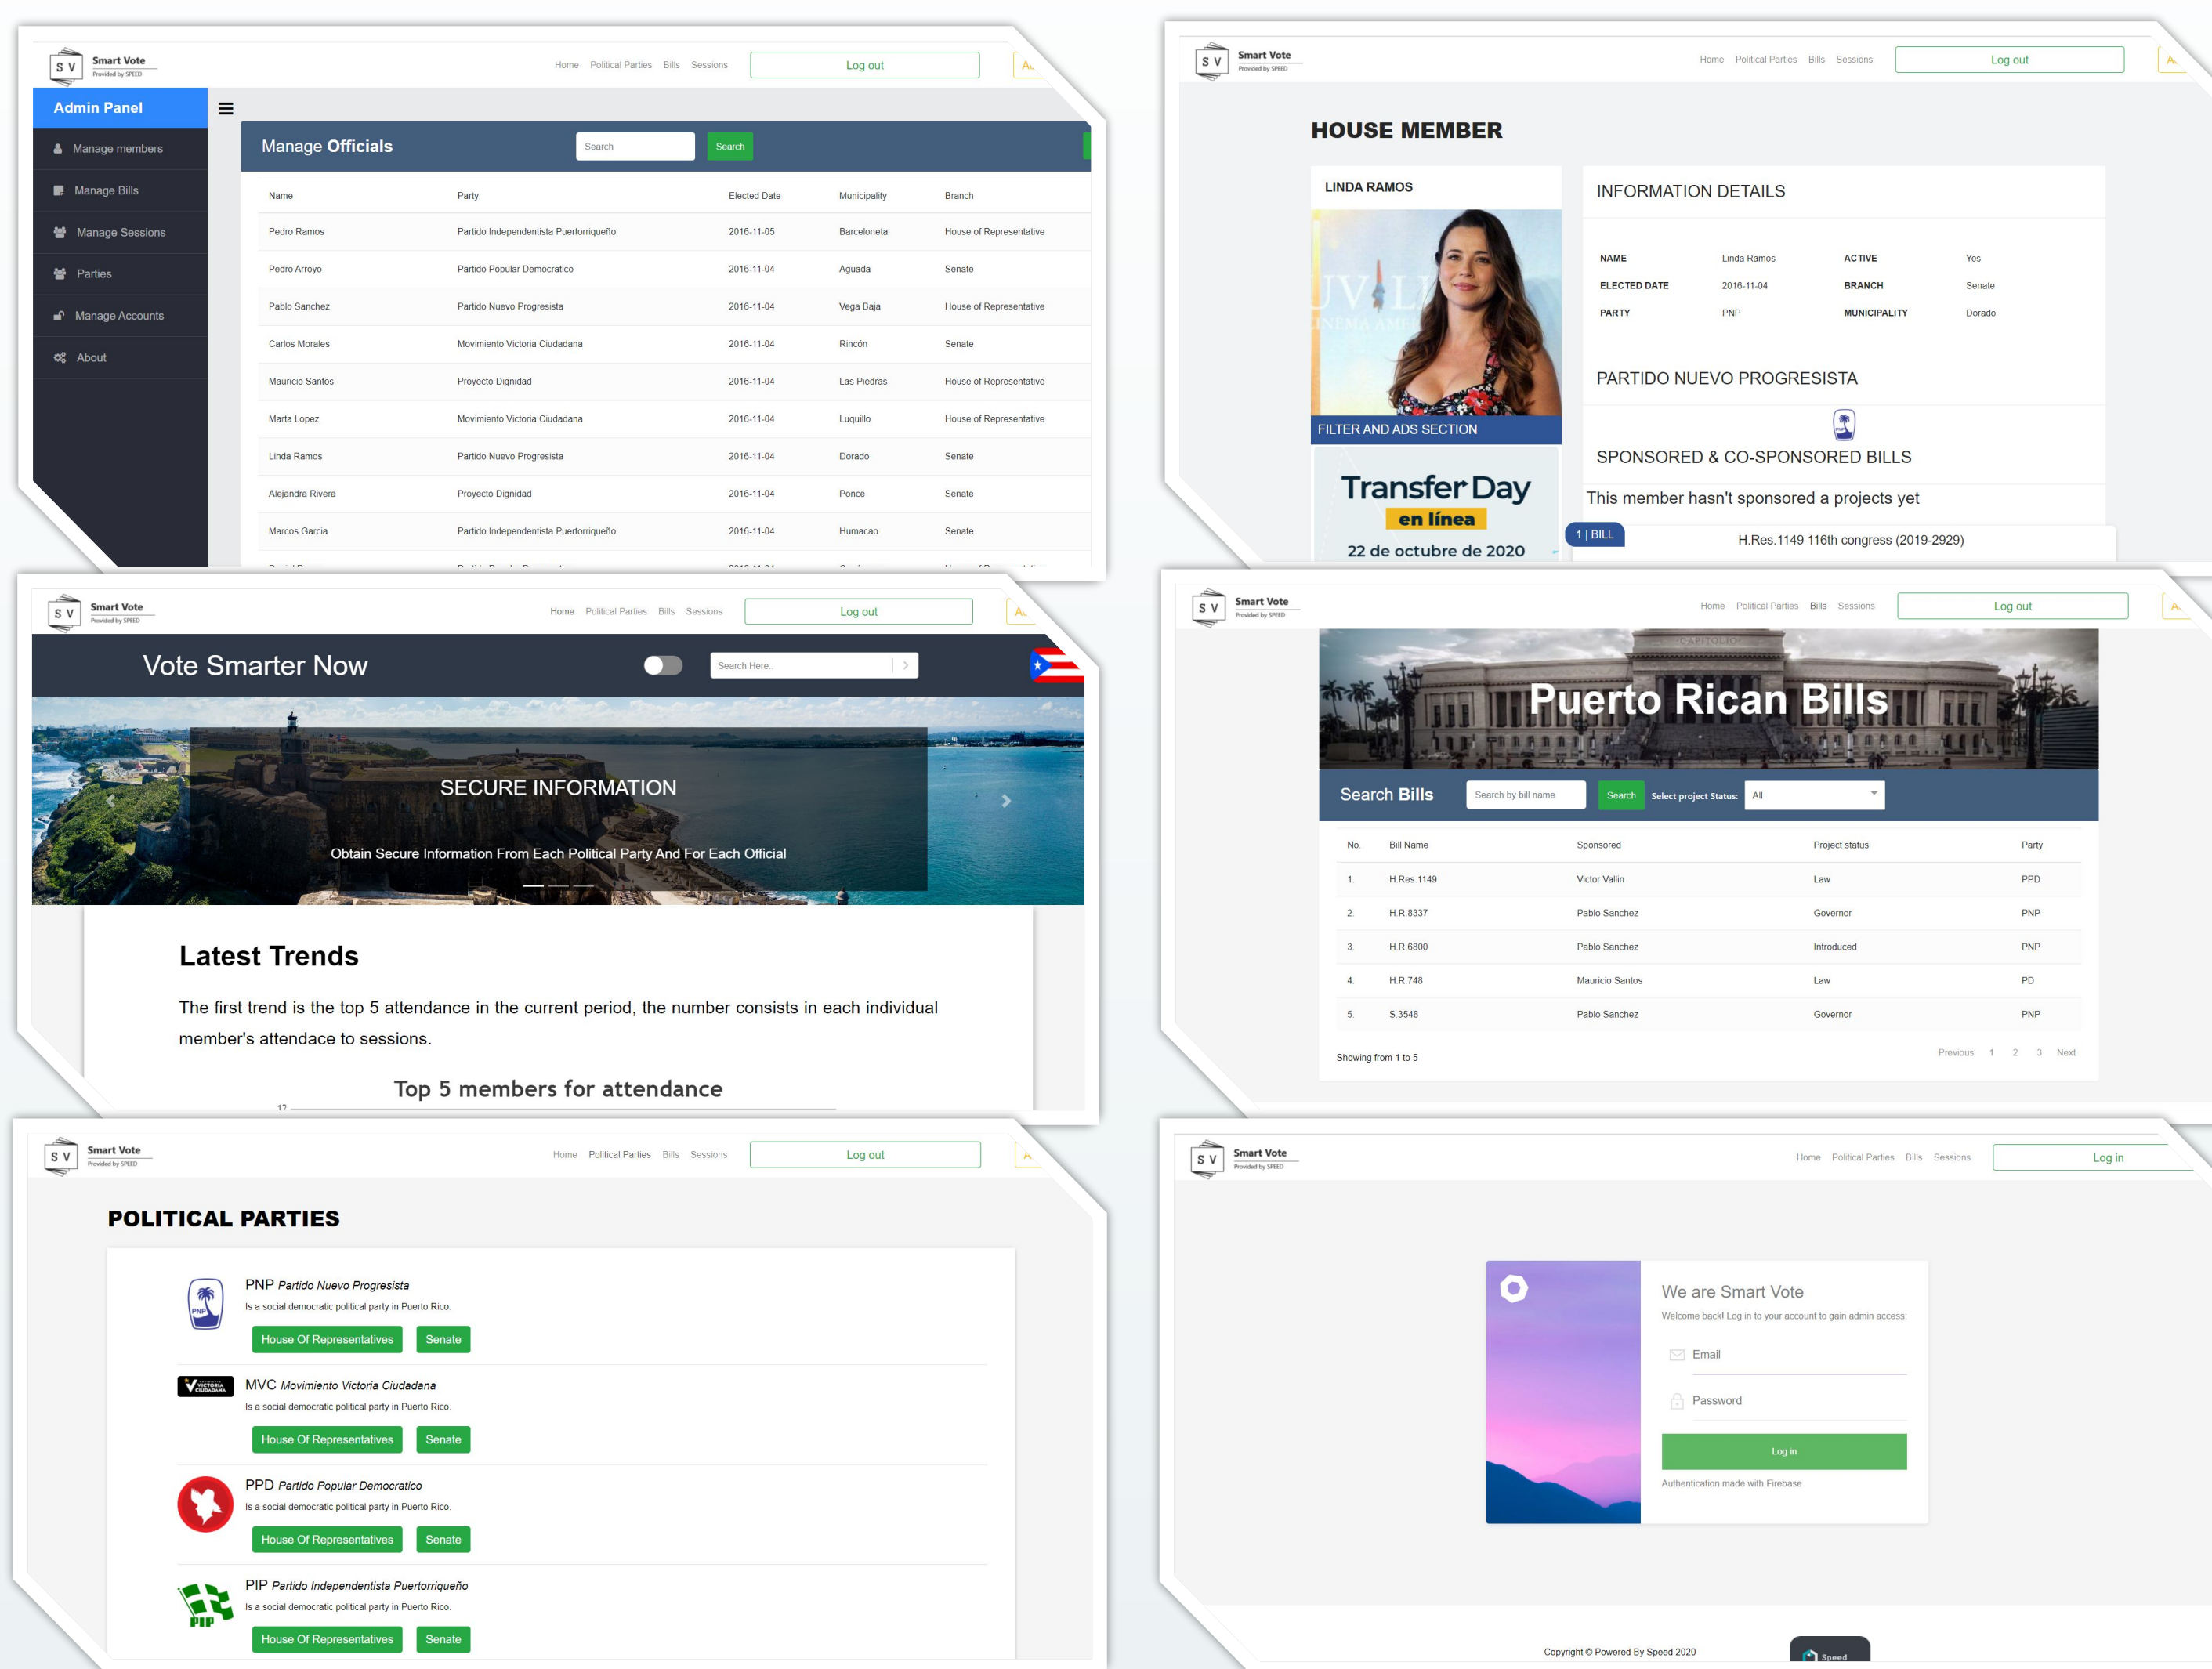 S V
Smart Vote
Provided by SPEED
Home Political Parties Bills Sessions
Log out
Admin Panel
Manage members
Manage Bills
Manage Sessions
Parties
Manage Accounts
About
Manage Officials
Search
Search
Name Party Elected Date Municipality Branch
Pedro Ramos Partido Independentista Puertorriqueño 2016-11-05 Barceloneta House of Representative
Pedro Arroyo Partido Popular Democratico 2016-11-04 Aguada Senate
Pablo Sanchez Partido Nuevo Progresista 2016-11-04 Vega Baja House of Representative
Carlos Morales Movimiento Victoria Ciudadana 2016-11-04 Rincón Senate
Mauricio Santos Proyecto Dignidad 2016-11-04 Las Piedras House of Representative
Marta Lopez Movimiento Victoria Ciudadana 2016-11-04 Luquillo House of Representative
Linda Ramos Partido Nuevo Progresista 2016-11-04 Dorado Senate
Alejandra Rivera Proyecto Dignidad 2016-11-04 Ponce Senate
Marcos Garcia Partido Independentista Puertorriqueño 2016-11-04 Humacao Senate
S V
Smart Vote
Provided by SPEED
Home Political Parties Bills Sessions
Log out
HOUSE MEMBER
LINDA RAMOS
FILTER AND ADS SECTION
Transfer Day
en línea
22 de octubre de 2020
INFORMATION DETAILS
NAME Linda Ramos ACTIVE Yes
ELECTED DATE 2016-11-04 BRANCH Senate
PARTY PNP MUNICIPALITY Dorado
PARTIDO NUEVO PROGRESISTA
PNP
SPONSORED & CO-SPONSORED BILLS
This member hasn't sponsored a projects yet
1 | BILL
H.Res.1149 116th congress (2019-2929)
S V
Smart Vote
Provided by SPEED
Home Political Parties Bills Sessions
Log out
Vote Smarter Now
Search Here..
SECURE INFORMATION
Obtain Secure Information From Each Political Party And For Each Official
Latest Trends
The first trend is the top 5 attendance in the current period, the number consists in each individual
member's attendace to sessions.
Top 5 members for attendance
12
S V
Smart Vote
Provided by SPEED
Home Political Parties Bills Sessions
Log out
CAPITOLIO
Puerto Rican Bills
Search Bills
Search by bill name
Search
Select project Status:
All
No. Bill Name Sponsored Project status Party
1. H.Res.1149 Victor Vallin Law PPD
2. H.R.8337 Pablo Sanchez Governor PNP
3. H.R.6800 Pablo Sanchez Introduced PNP
4. H.R.748 Mauricio Santos Law PD
5. S.3548 Pablo Sanchez Governor PNP
Showing from 1 to 5
Previous 1 2 3 Next
S V
Smart Vote
Provided by SPEED
Home Political Parties Bills Sessions
Log out
POLITICAL PARTIES
PNP
PNP Partido Nuevo Progresista
Is a social democratic political party in Puerto Rico.
House Of Representatives Senate
VICTORIA
CIUDADANA
MVC Movimiento Victoria Ciudadana
Is a social democratic political party in Puerto Rico.
House Of Representatives Senate
PPD Partido Popular Democratico
Is a social democratic political party in Puerto Rico.
House Of Representatives Senate
PIP
PIP Partido Independentista Puertorriqueño
Is a social democratic political party in Puerto Rico.
House Of Representatives Senate
S V
Smart Vote
Provided by SPEED
Home Political Parties Bills Sessions
Log in
We are Smart Vote
Welcome back! Log in to your account to gain admin access:
Email
Password
Log in
Authentication made with Firebase
Copyright © Powered By Speed 2020
Speed